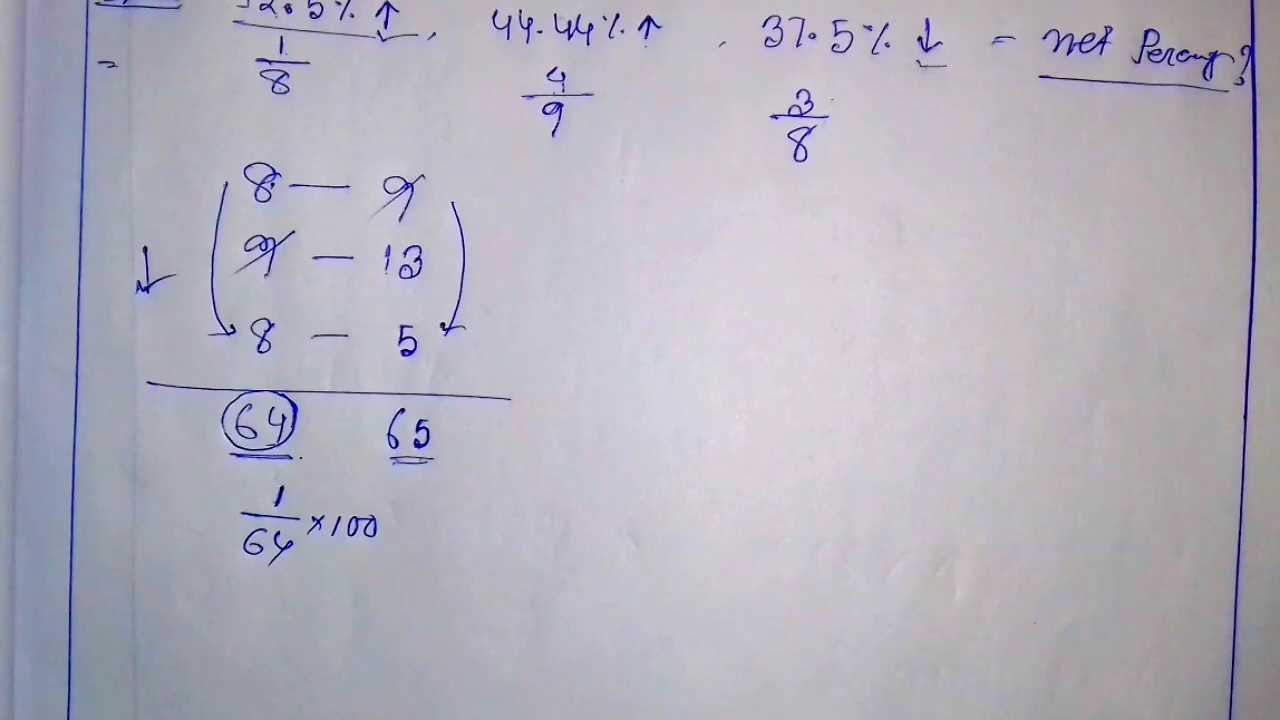 12.5% ↑, 44.44% ↑, 37.5% ↓ = net
= 1/8 4/9 3/8
8 — 9
↓ 9 — 13
8 — 5
64 65
1/64 × 100